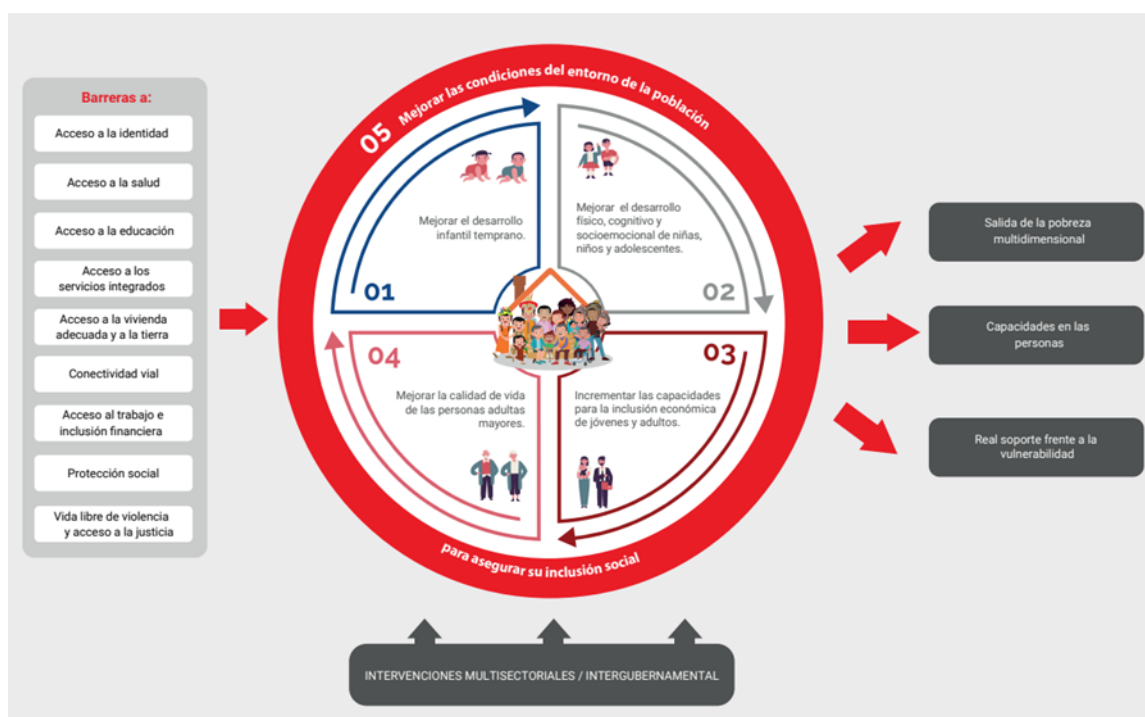 Barreras a:
Acceso a la identidad
Acceso a la salud
Acceso a la educación
Acceso a los
servicios integrados
Acceso a la vivienda
adecuada y a la tierra
Conectividad vial
Acceso al trabajo e
inclusión financiera
Protección social
Vida libre de violencia
y acceso a la justicia
05 Mejorar las condiciones del entorno de la población
para asegurar su inclusión social
Mejorar el desarrollo
infantil temprano.
01
Mejorar el desarrollo
físico, cognitivo y
socioemocional de niñas,
niños y adolescentes.
02
03
Incrementar las capacidades
para la inclusión económica
de jóvenes y adultos.
04
Mejorar la calidad de vida
de las personas adultas
mayores.
Salida de la pobreza
multidimensional
Capacidades en las
personas
Real soporte frente a la
vulnerabilidad
INTERVENCIONES MULTISECTORIALES / INTERGUBERNAMENTAL